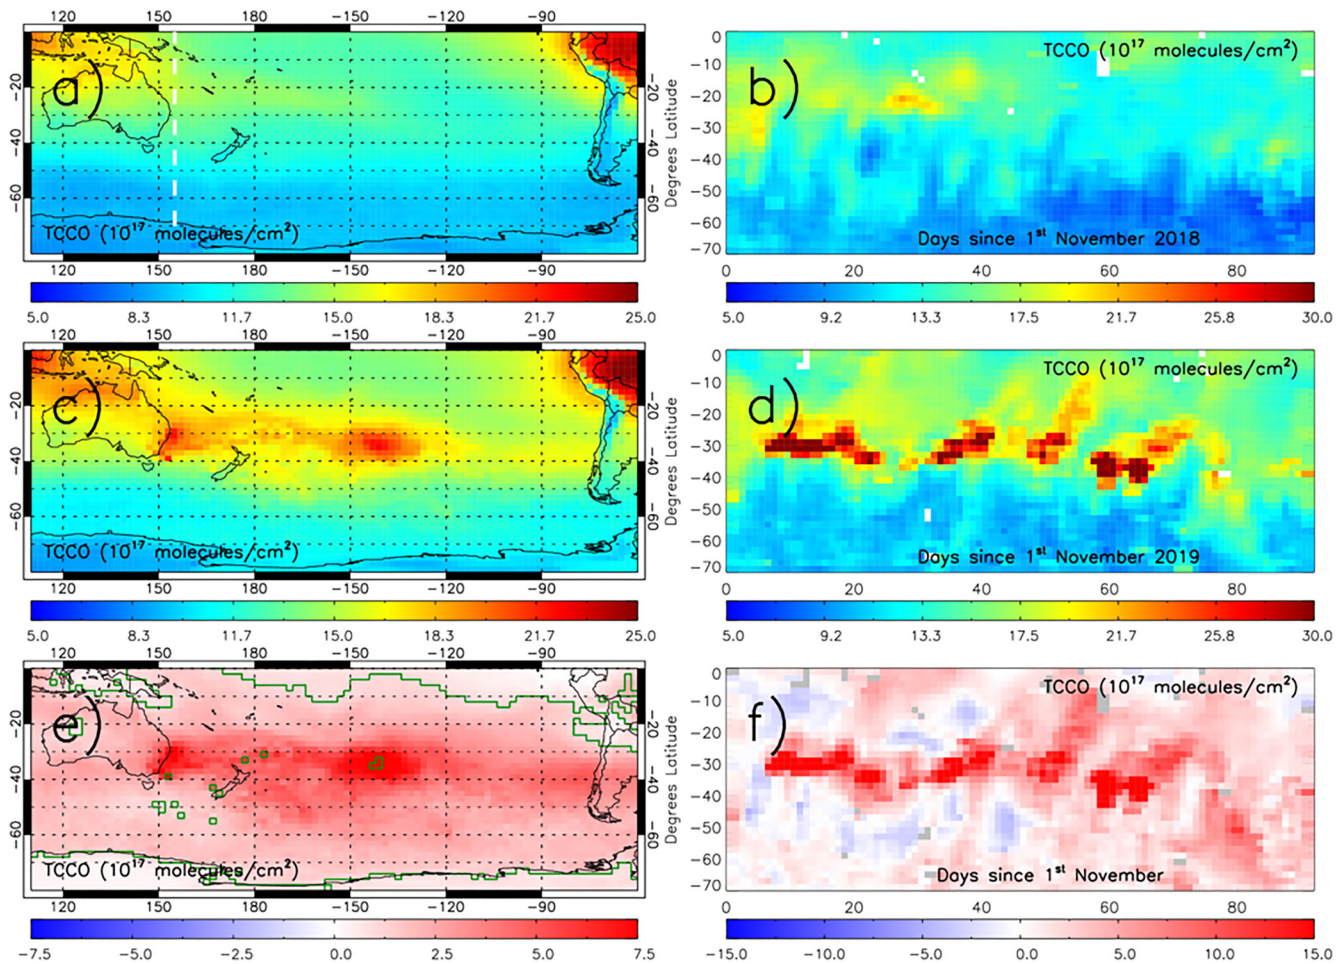 120 150 180 −150 −120 −90
−20
−40
−60
a)
−20
−40
−60
TCCO (10¹⁷ molecules/cm²)
120 150 180 −150 −120 −90
5.0 8.3 11.7 15.0 18.3 21.7 25.0
Degrees Latitude
0
−10
−20
−30
−40
−50
−60
−70
b)
TCCO (10¹⁷ molecules/cm²)
Days since 1ˢᵗ November 2018
0 20 40 60 80
5.0 9.2 13.3 17.5 21.7 25.8 30.0
120 150 180 −150 −120 −90
−20
−40
−60
c)
−20
−40
−60
TCCO (10¹⁷ molecules/cm²)
120 150 180 −150 −120 −90
5.0 8.3 11.7 15.0 18.3 21.7 25.0
Degrees Latitude
0
−10
−20
−30
−40
−50
−60
−70
d)
TCCO (10¹⁷ molecules/cm²)
Days since 1ˢᵗ November 2019
0 20 40 60 80
5.0 9.2 13.3 17.5 21.7 25.8 30.0
120 150 180 −150 −120 −90
−20
−40
−60
e)
−20
−40
−60
TCCO (10¹⁷ molecules/cm²)
120 150 180 −150 −120 −90
−7.5 −5.0 −2.5 0.0 2.5 5.0 7.5
Degrees Latitude
0
−10
−20
−30
−40
−50
−60
−70
f)
TCCO (10¹⁷ molecules/cm²)
Days since 1ˢᵗ November
0 20 40 60 80
−15.0 −10.0 −5.0 0.0 5.0 10.0 15.0